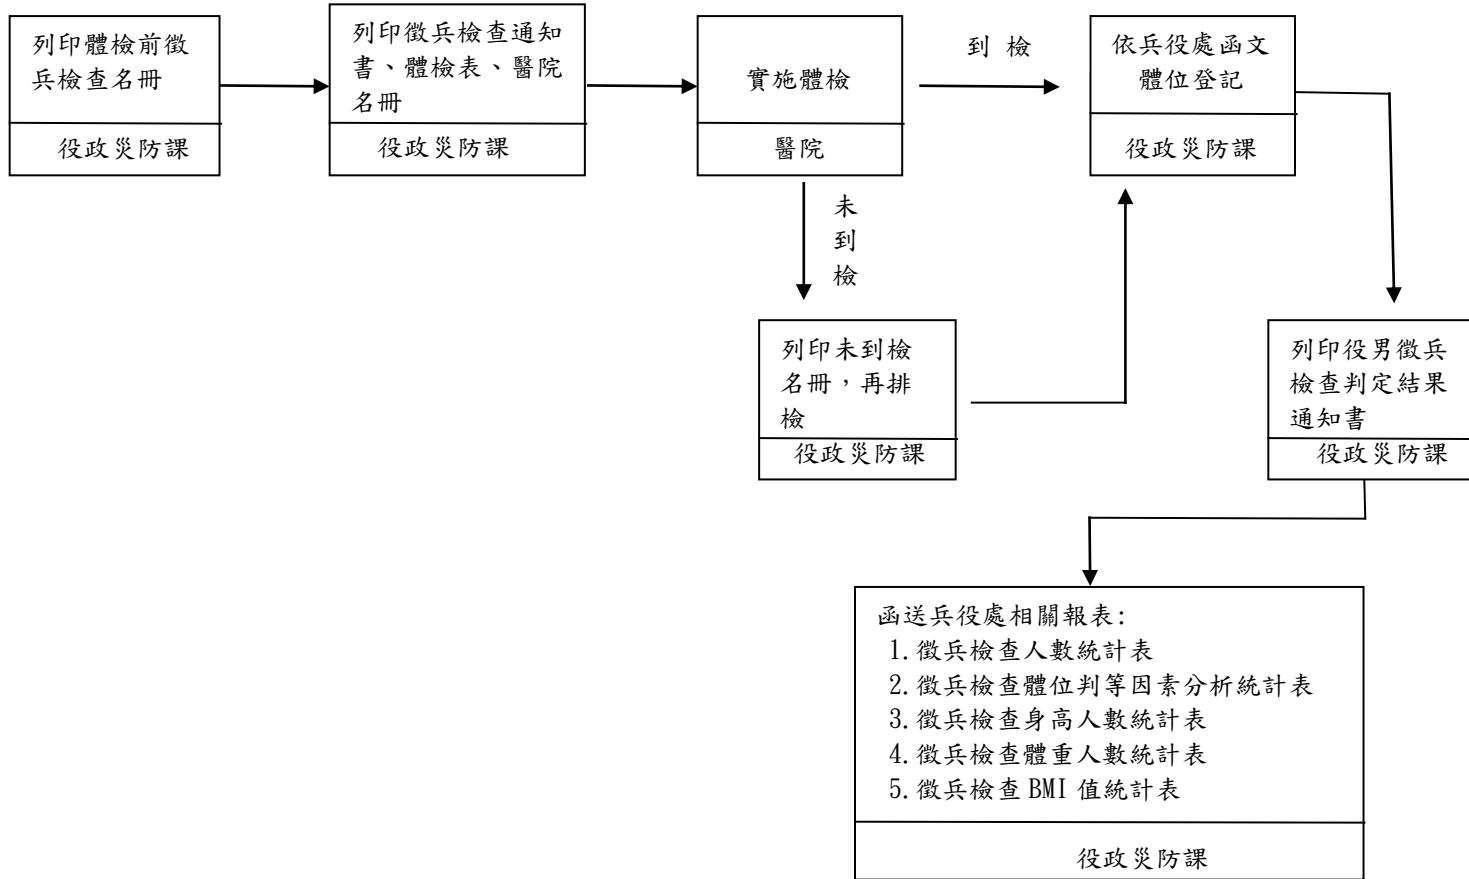 列印體檢前徵
兵檢查名冊
役政災防課
列印徵兵檢查通知
書、體檢表、醫院
名冊
役政災防課
實施體檢
醫院
到 檢
依兵役處函文
體位登記
役政災防課
未
到
檢
列印未到檢
名冊，再排
檢
役政災防課
列印役男徵兵
檢查判定結果
通知書
役政災防課
函送兵役處相關報表:
1.徵兵檢查人數統計表
2.徵兵檢查體位判等因素分析統計表
3.徵兵檢查身高人數統計表
4.徵兵檢查體重人數統計表
5.徵兵檢查 BMI 值統計表
役政災防課